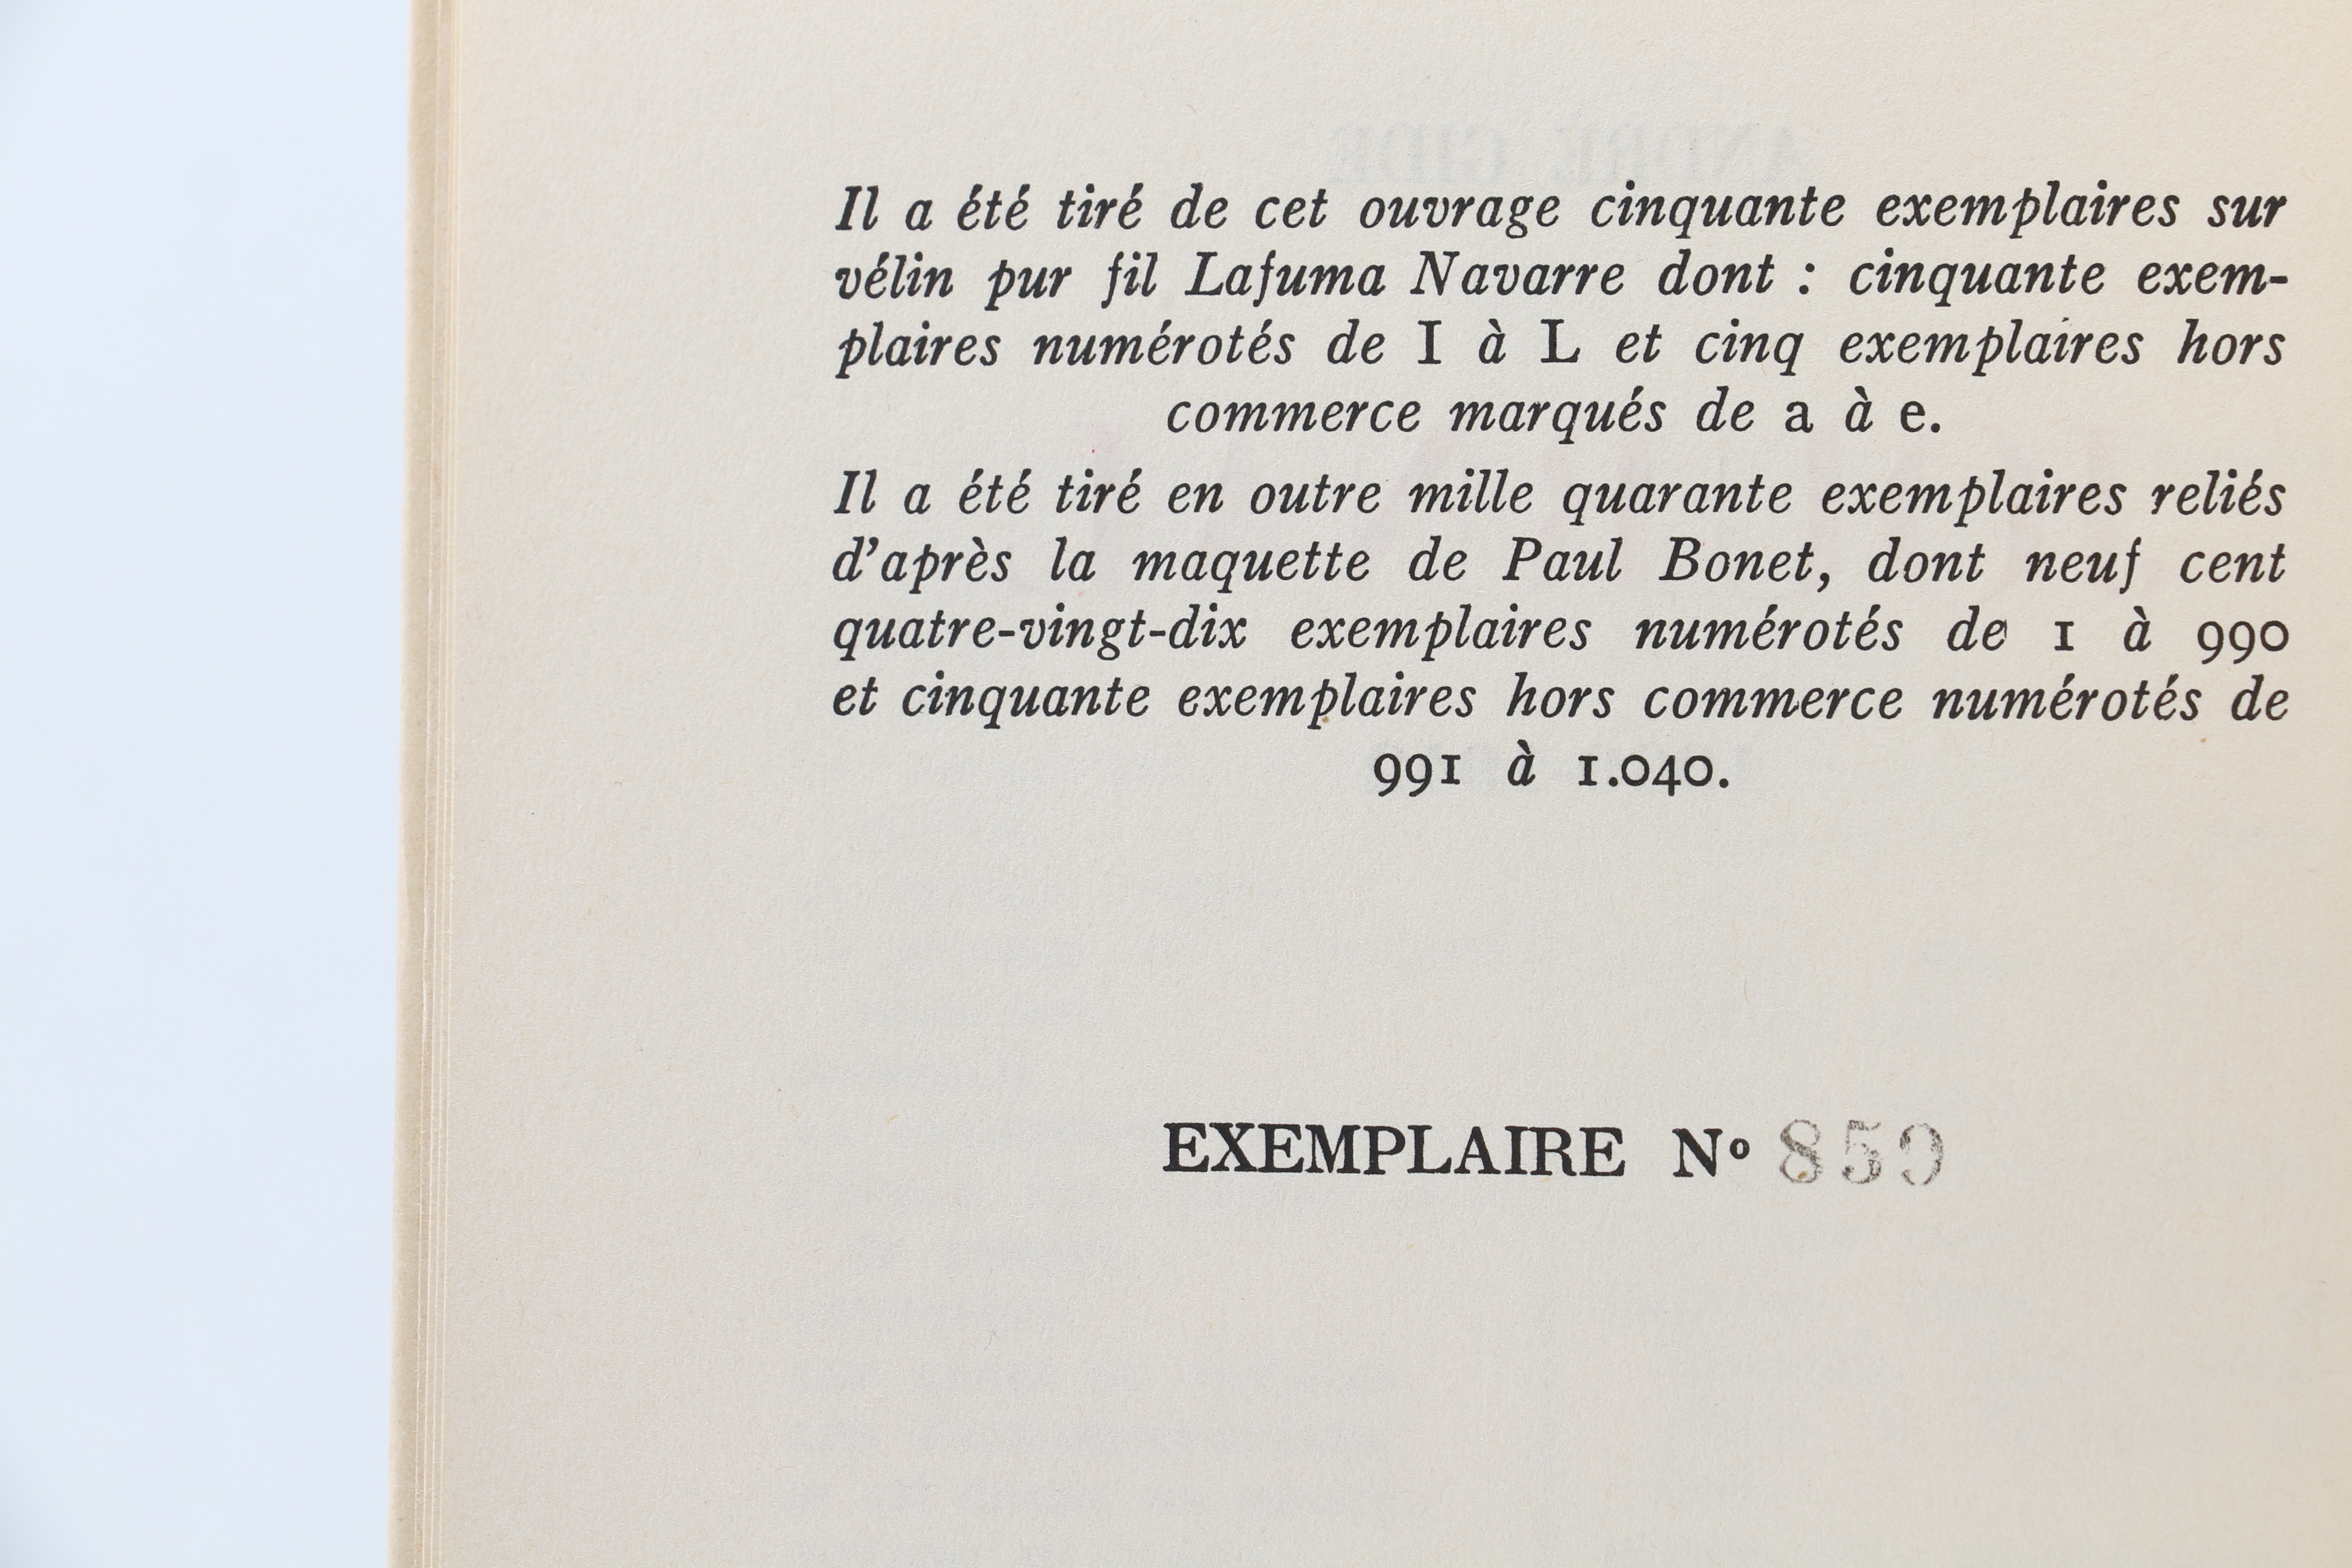 ANDRÉ GIDE
Il a été tiré de cet ouvrage cinquante exemplaires sur
vélin pur fil Lafuma Navarre dont : cinquante exem-
plaires numérotés de I à L et cinq exemplaires hors
commerce marqués de a à e.
Il a été tiré en outre mille quarante exemplaires reliés
d'après la maquette de Paul Bonet, dont neuf cent
quatre-vingt-dix exemplaires numérotés de 1 à 990
et cinquante exemplaires hors commerce numérotés de
991 à 1.040.
EXEMPLAIRE Nº 859